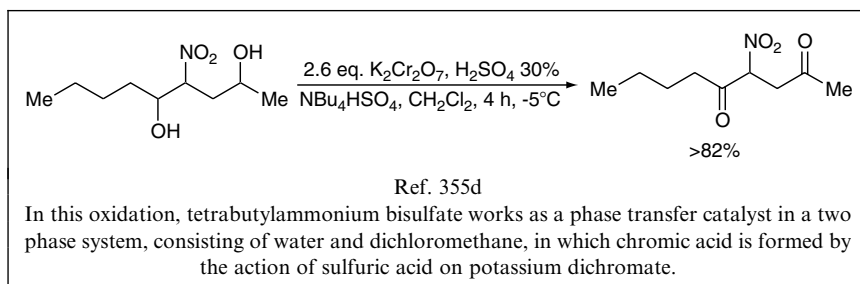 NO₂ OH
Me
Me
OH
2.6 eq. K₂Cr₂O₇, H₂SO₄ 30%
NBu₄HSO₄, CH₂Cl₂, 4 h, -5°C
NO₂
O
Me
Me
O
>82%
Ref. 355d
In this oxidation, tetrabutylammonium bisulfate works as a phase transfer catalyst in a two
phase system, consisting of water and dichloromethane, in which chromic acid is formed by
the action of sulfuric acid on potassium dichromate.